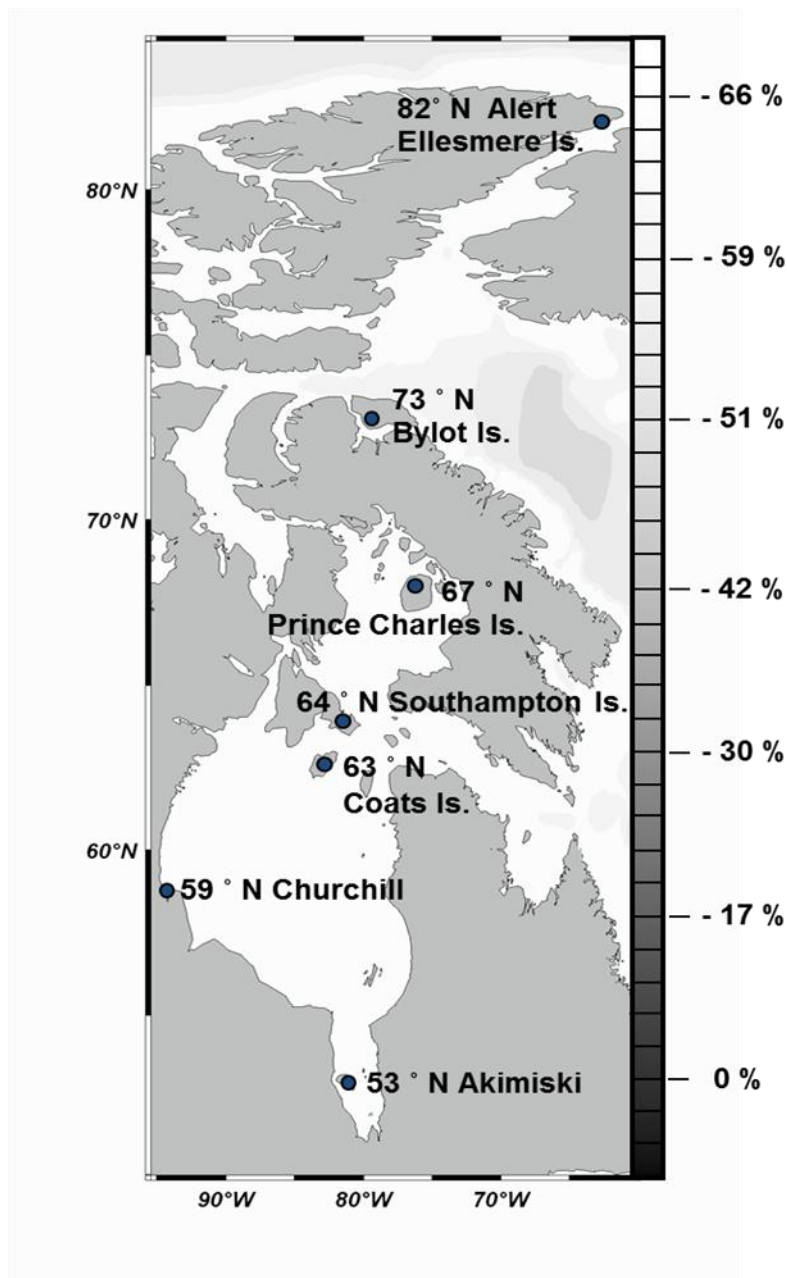 82° N Alert
Ellesmere Is.
- 66 %
80°N
- 59 %
73 ° N
Bylot Is.
- 51 %
70°N
67 ° N
Prince Charles Is.
- 42 %
64 ° N Southampton Is.
63 ° N
Coats Is.
- 30 %
60°N
59 ° N Churchill
- 17 %
53 ° N Akimiski
0 %
90°W 80°W 70°W